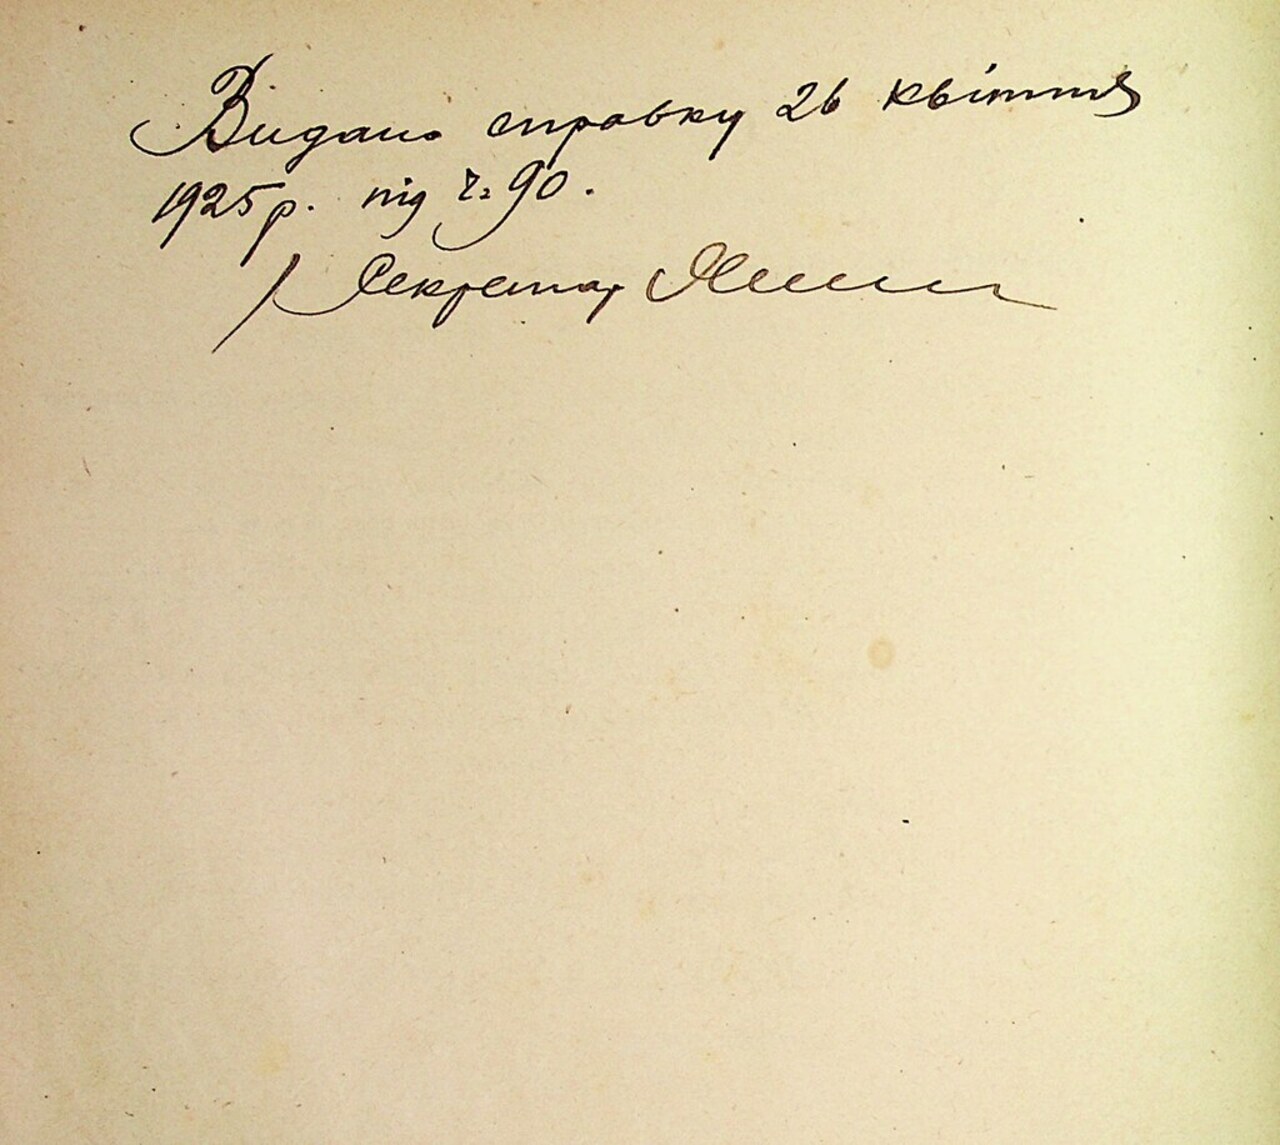 Видано справку 26 квітня
1925 р. під ч. 90.
Секретар